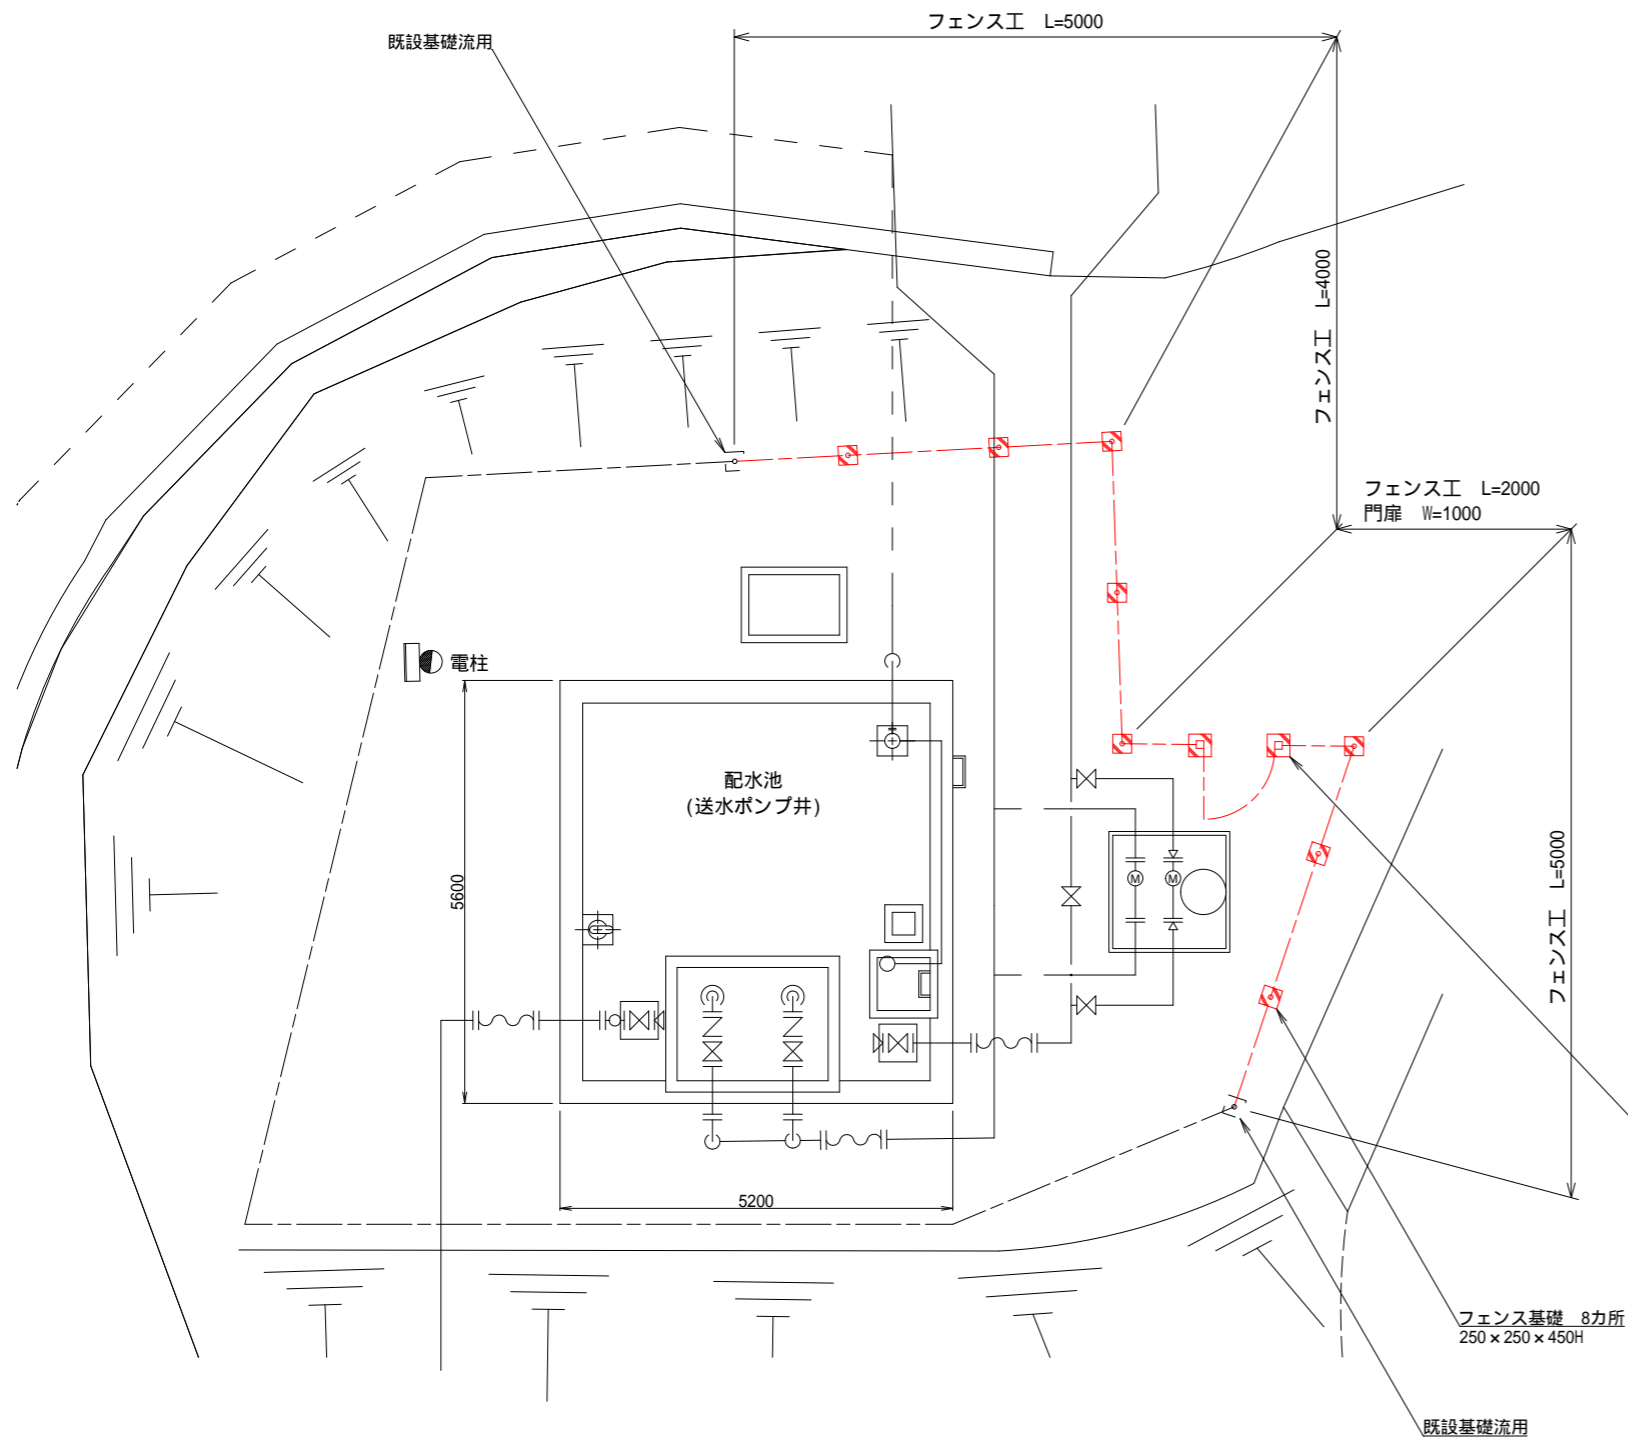 フェンス工　L=5000
既設基礎流用
フェンス工　L=4000
フェンス工　L=2000
門扉　W=1000
電柱
配水池
(送水ポンプ井)
5600
M
M
フェンス工　L=5000
5200
フェンス基礎　8カ所
250×250×450H
既設基礎流用